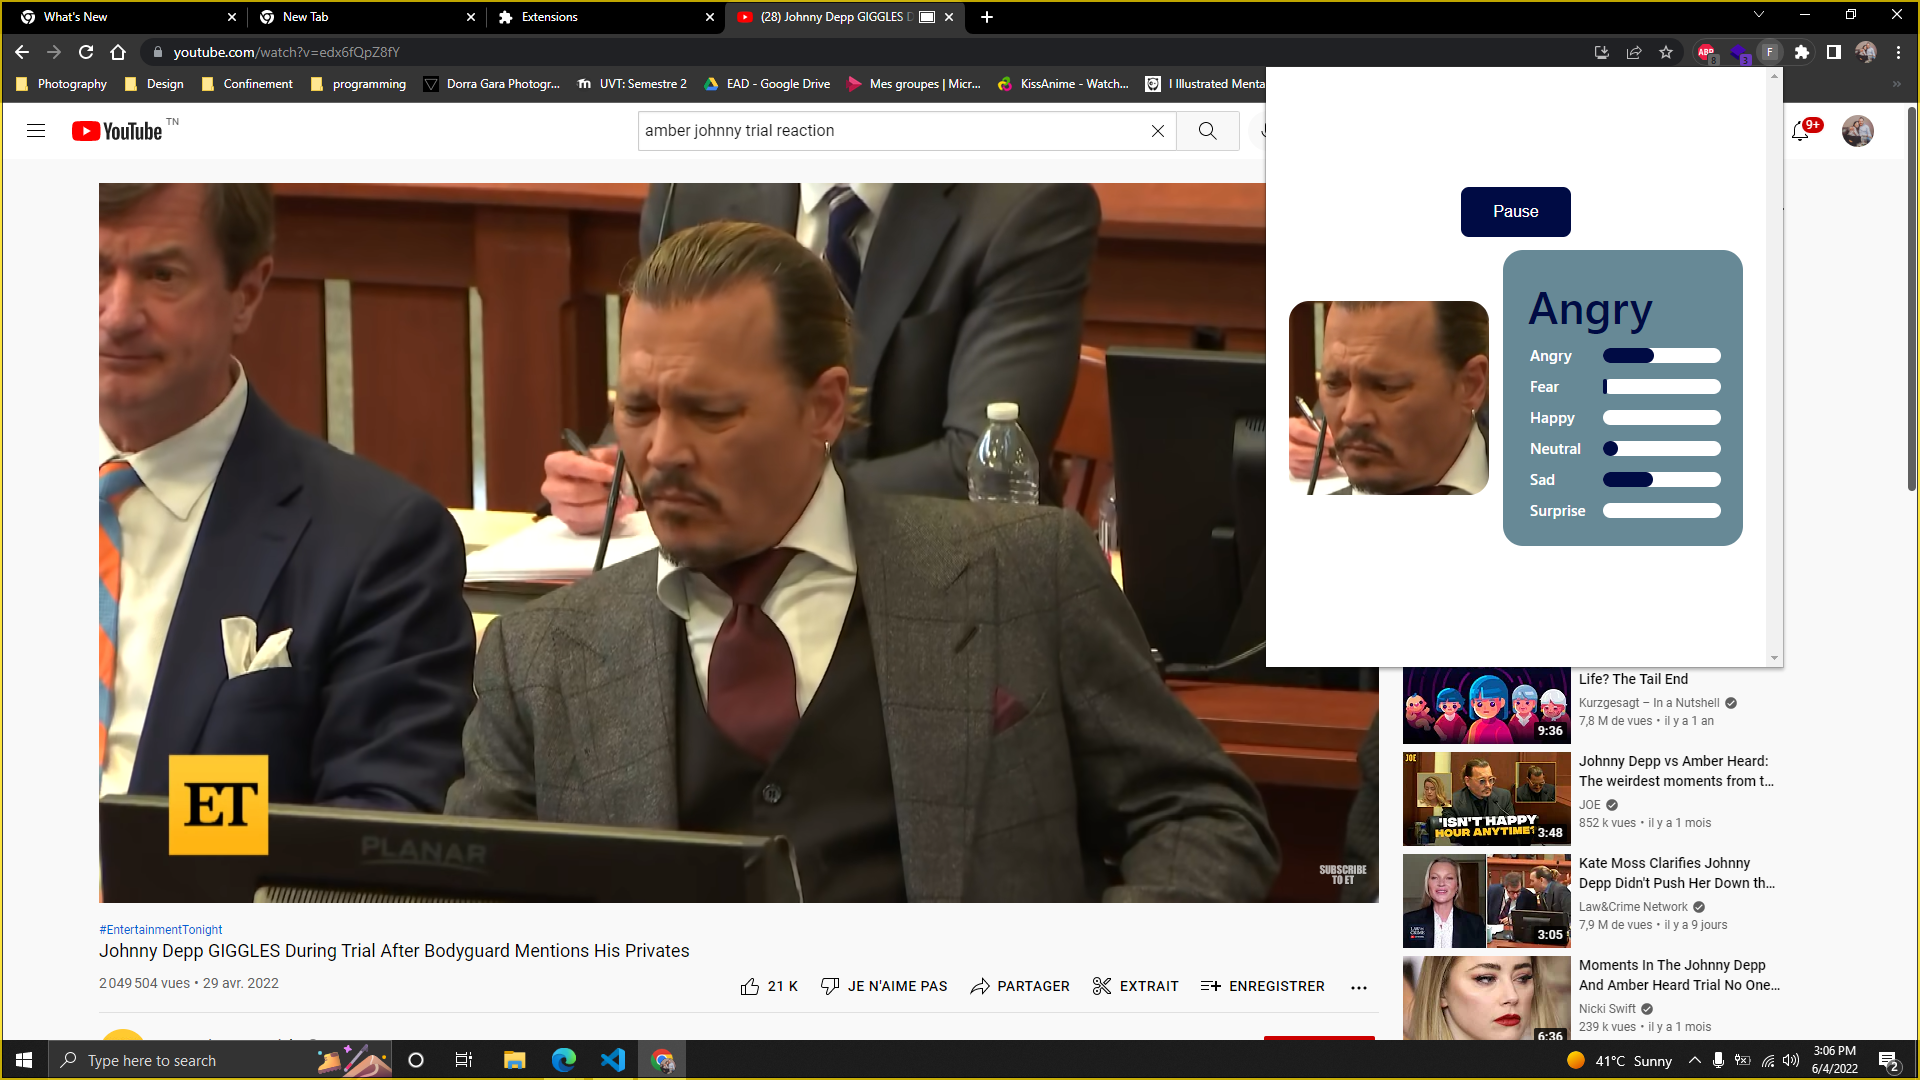 What's New
New Tab
Extensions
(28) Johnny Depp GIGGLES D
youtube.com/watch?v=edx6fQpZ8fY
ABP
8
3
F
Photography
Design
Confinement
programming
Dorra Gara Photogr...
UVT: Semestre 2
EAD - Google Drive
Mes groupes | Micr...
KissAnime - Watch...
I Illustrated Menta
YouTube TN
amber johnny trial reaction
9+
Pause
Angry
Angry
Fear
Happy
Neutral
Sad
Surprise
ET
PLANAR
SUBSCRIBE
TO ET
#EntertainmentTonight
Johnny Depp GIGGLES During Trial After Bodyguard Mentions His Privates
2 049 504 vues • 29 avr. 2022
21 K
JE N'AIME PAS
PARTAGER
EXTRAIT
ENREGISTRER
Life? The Tail End
Kurzgesagt – In a Nutshell
7,8 M de vues • il y a 1 an
9:36
JOE
'ISN'T HAPPY
HOUR ANYTIME?'
3:48
Johnny Depp vs Amber Heard:
The weirdest moments from t...
JOE
852 k vues • il y a 1 mois
3:05
Kate Moss Clarifies Johnny
Depp Didn't Push Her Down th...
Law&Crime Network
7,9 M de vues • il y a 9 jours
6:36
Moments In The Johnny Depp
And Amber Heard Trial No One...
Nicki Swift
239 k vues • il y a 1 mois
Type here to search
41°C Sunny
3:06 PM
6/4/2022
2